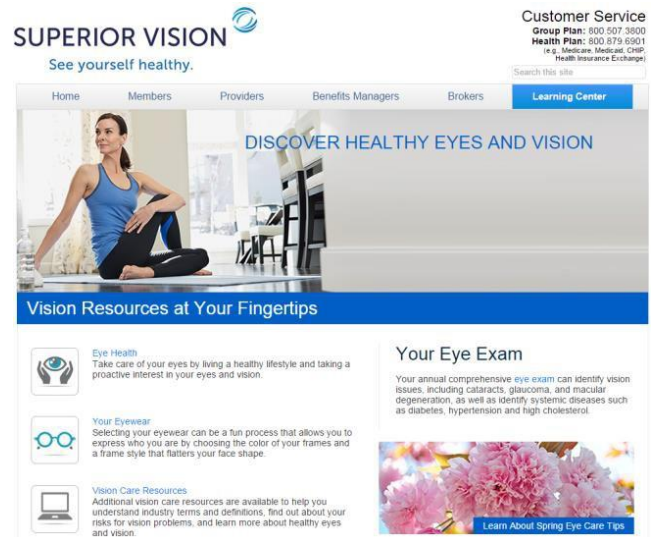 SUPERIOR VISION
See yourself healthy.
Customer Service
Group Plan: 800.507.3800
Health Plan: 800.879.6901
(e.g., Medicare, Medicaid, CHIP,
Health Insurance Exchange)
Search this site
Home Members Providers Benefits Managers Brokers Learning Center
DISCOVER HEALTHY EYES AND VISION
Vision Resources at Your Fingertips
Eye Health
Take care of your eyes by living a healthy lifestyle and taking a
proactive interest in your eyes and vision.
Your Eyewear
Selecting your eyewear can be a fun process that allows you to
express who you are by choosing the color of your frames and
a frame style that flatters your face shape.
Vision Care Resources
Additional vision care resources are available to help you
understand industry terms and definitions, find out about your
risks for vision problems, and learn more about healthy eyes
and vision.
Your Eye Exam
Your annual comprehensive eye exam can identify vision
issues, including cataracts, glaucoma, and macular
degeneration, as well as identify systemic diseases such
as diabetes, hypertension and high cholesterol.
Learn About Spring Eye Care Tips